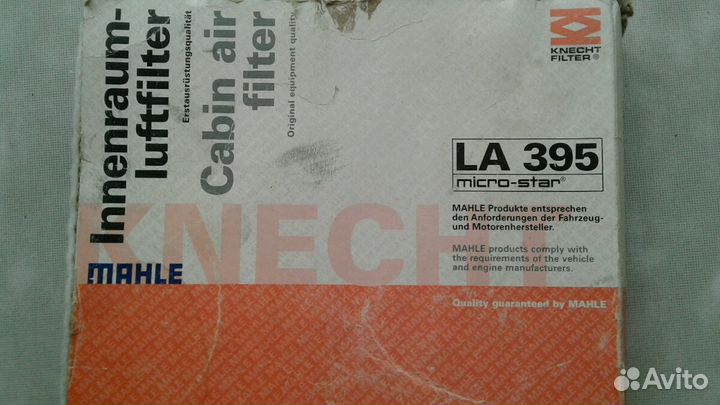 Innenraum-
luftfilter
Erstausrüstungsqualität
Cabin air
filter
Original equipment quality
KNECHT
FILTER®
LA 395
micro-star®
MAHLE Produkte entsprechen
den Anforderungen der Fahrzeug-
und Motorenhersteller.
MAHLE products comply with
the requirements of the vehicle
and engine manufacturers.
KNECHT
MAHLE
Quality guaranteed by MAHLE
Avito